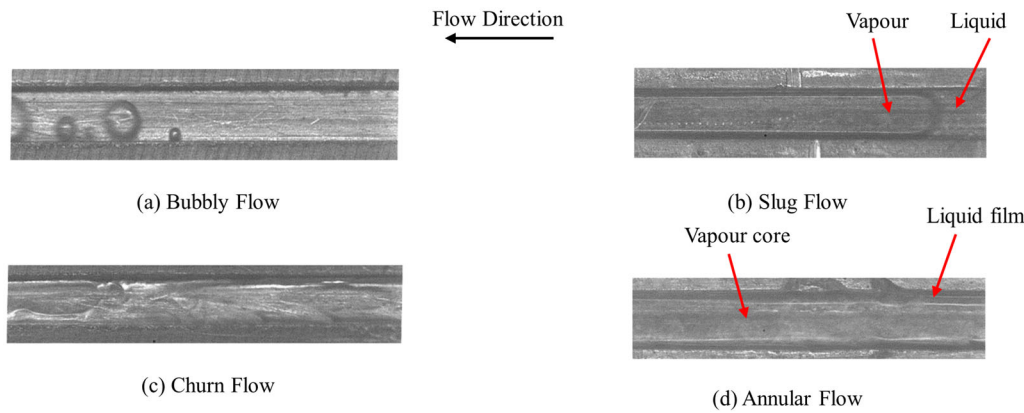 Flow Direction
Vapour
Liquid
(a) Bubbly Flow
(b) Slug Flow
Vapour core
Liquid film
(c) Churn Flow
(d) Annular Flow